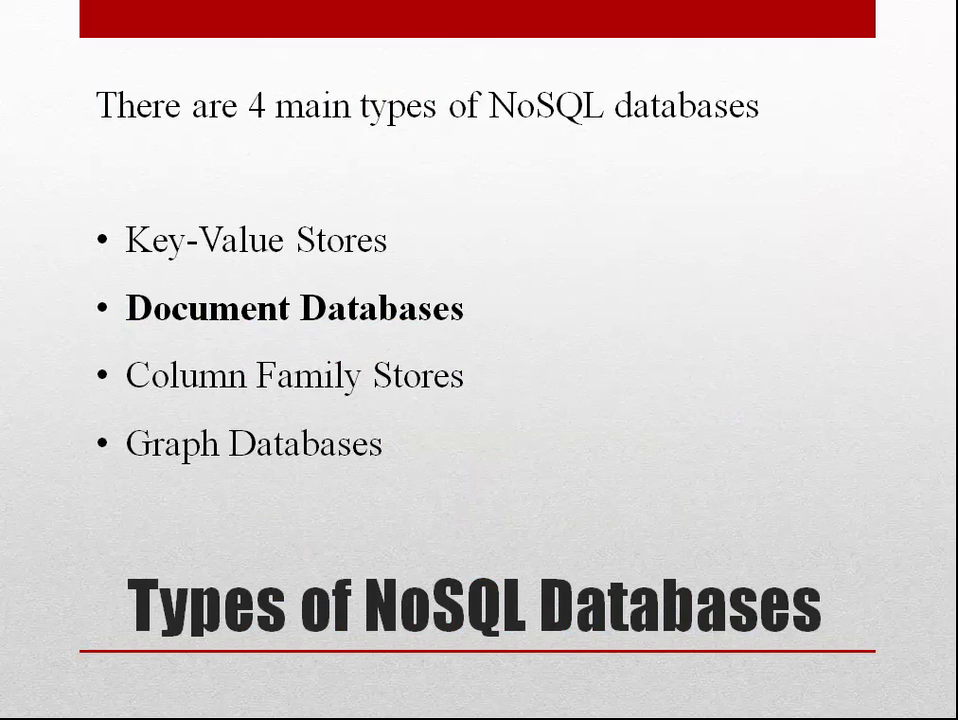 There are 4 main types of NoSQL databases
• Key-Value Stores
• Document Databases
• Column Family Stores
• Graph Databases
Types of NoSQL Databases